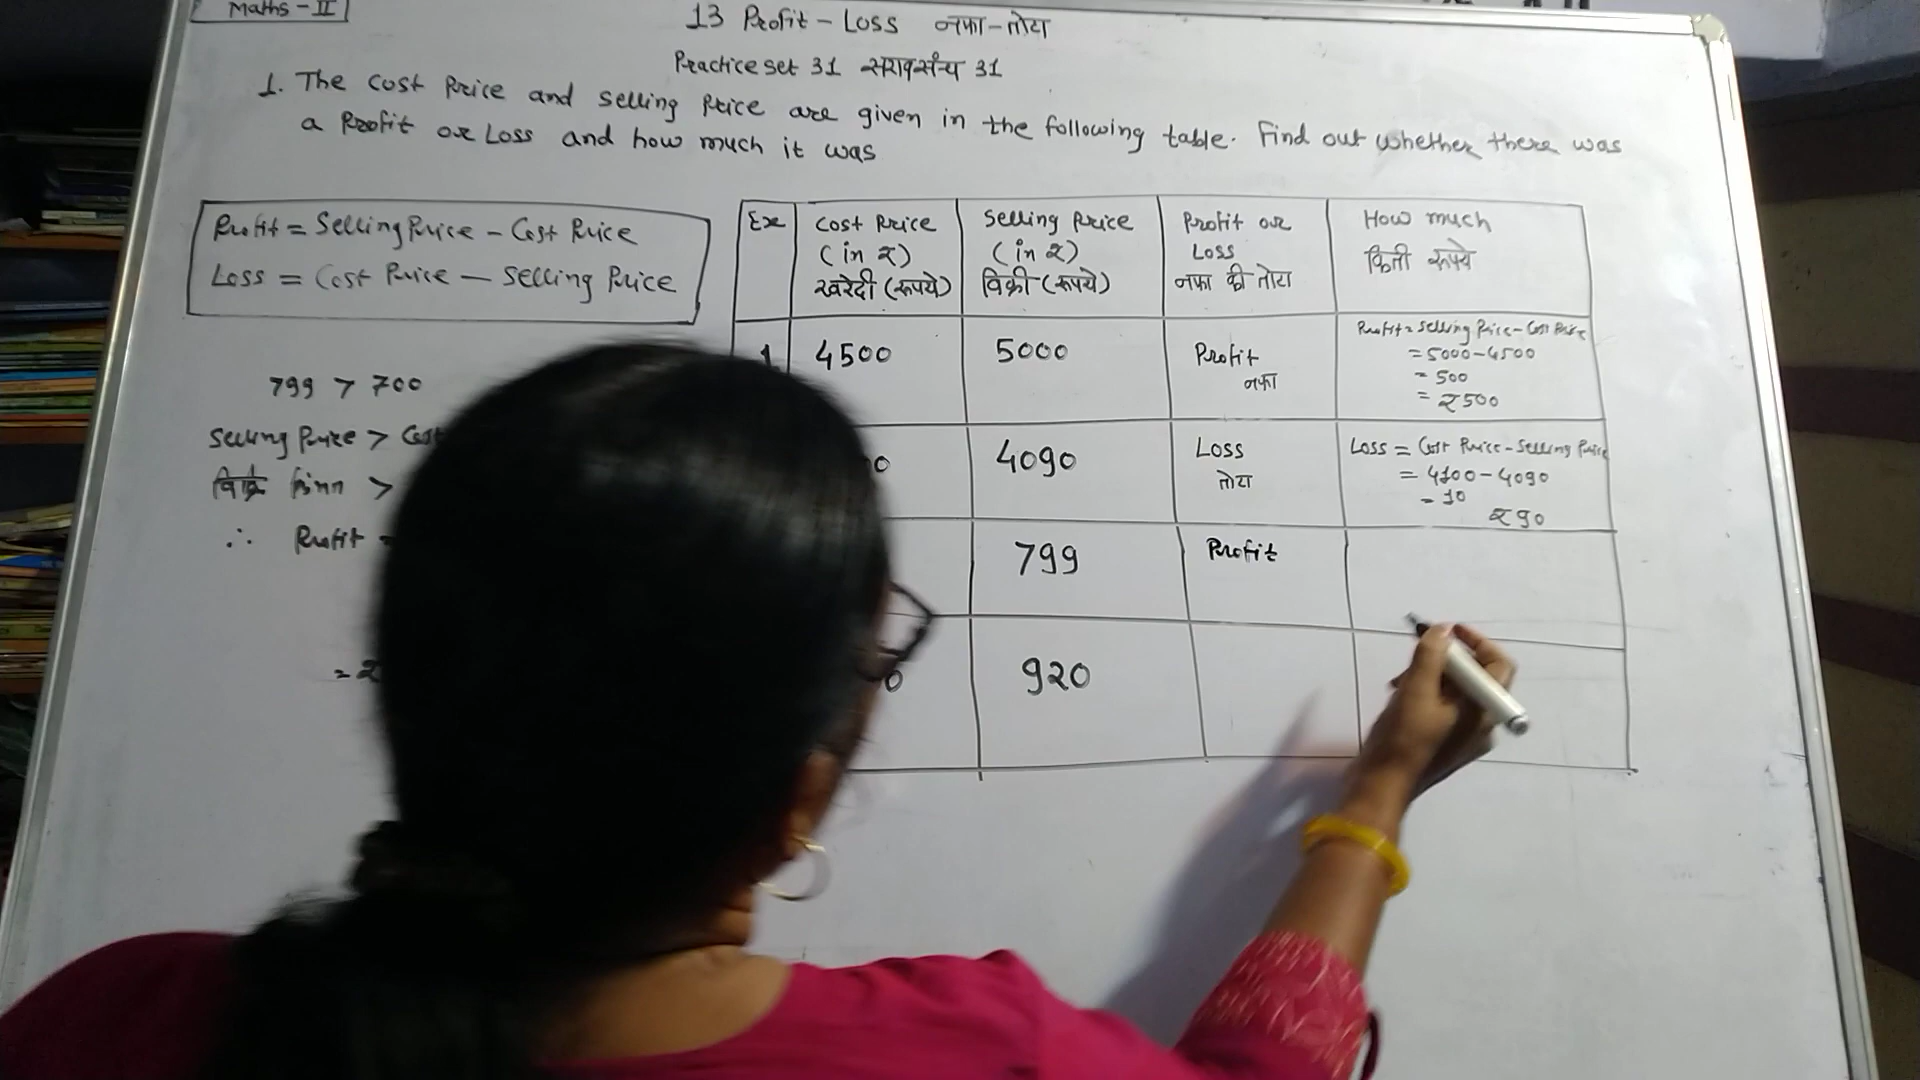 Maths - II
13 Profit - Loss नफा - तोटा
Practice set 31 सरावसंच 31
1. The cost Price and selling Price are given in the following table. Find out whether there was
a Profit or Loss and how much it was
Profit = Selling Price - Cost Price
Loss = Cost Price - Selling Price
799 > 700
Selling Price > Cost
>
∴ Profit =
= ₹
Ex
Cost Price
(in ₹)
खरेदी (रूपये)
Selling Price
(in ₹)
विक्री (रूपये)
Profit or
Loss
नफा की तोटा
How much
किती रूपये
4500
5000
Profit
नफा
Profit = Selling Price - Cost Price
= 5000 - 4500
= 500
= ₹500
0
4090
Loss
तोटा
Loss = Cost Price - Selling Price
= 4100 - 4090
= 10
₹90
799
Profit
0
920